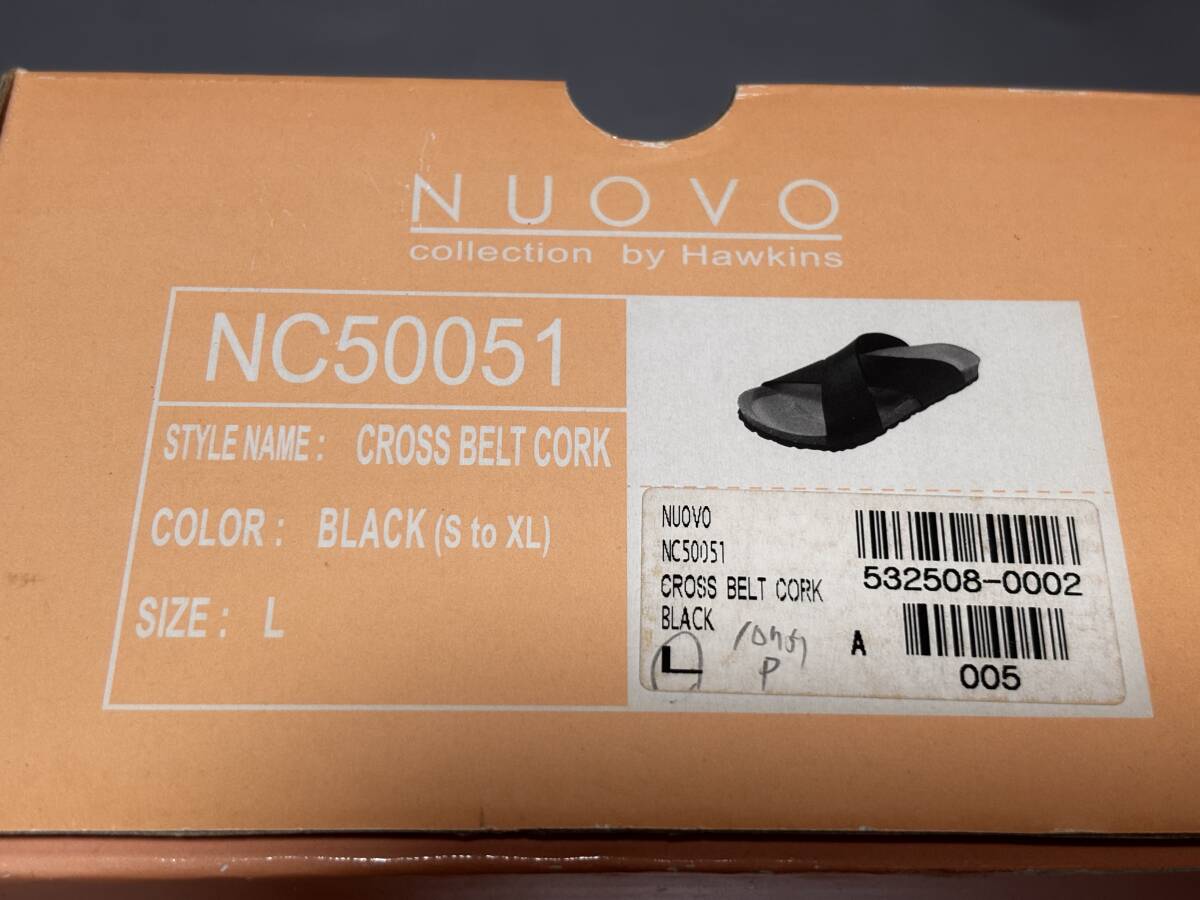 NUOVO
collection by Hawkins
NC50051
STYLE NAME : CROSS BELT CORK
COLOR : BLACK (S to XL)
SIZE : L
NUOVO
NC50051
CROSS BELT CORK
BLACK
L
532508-0002
A
005
P